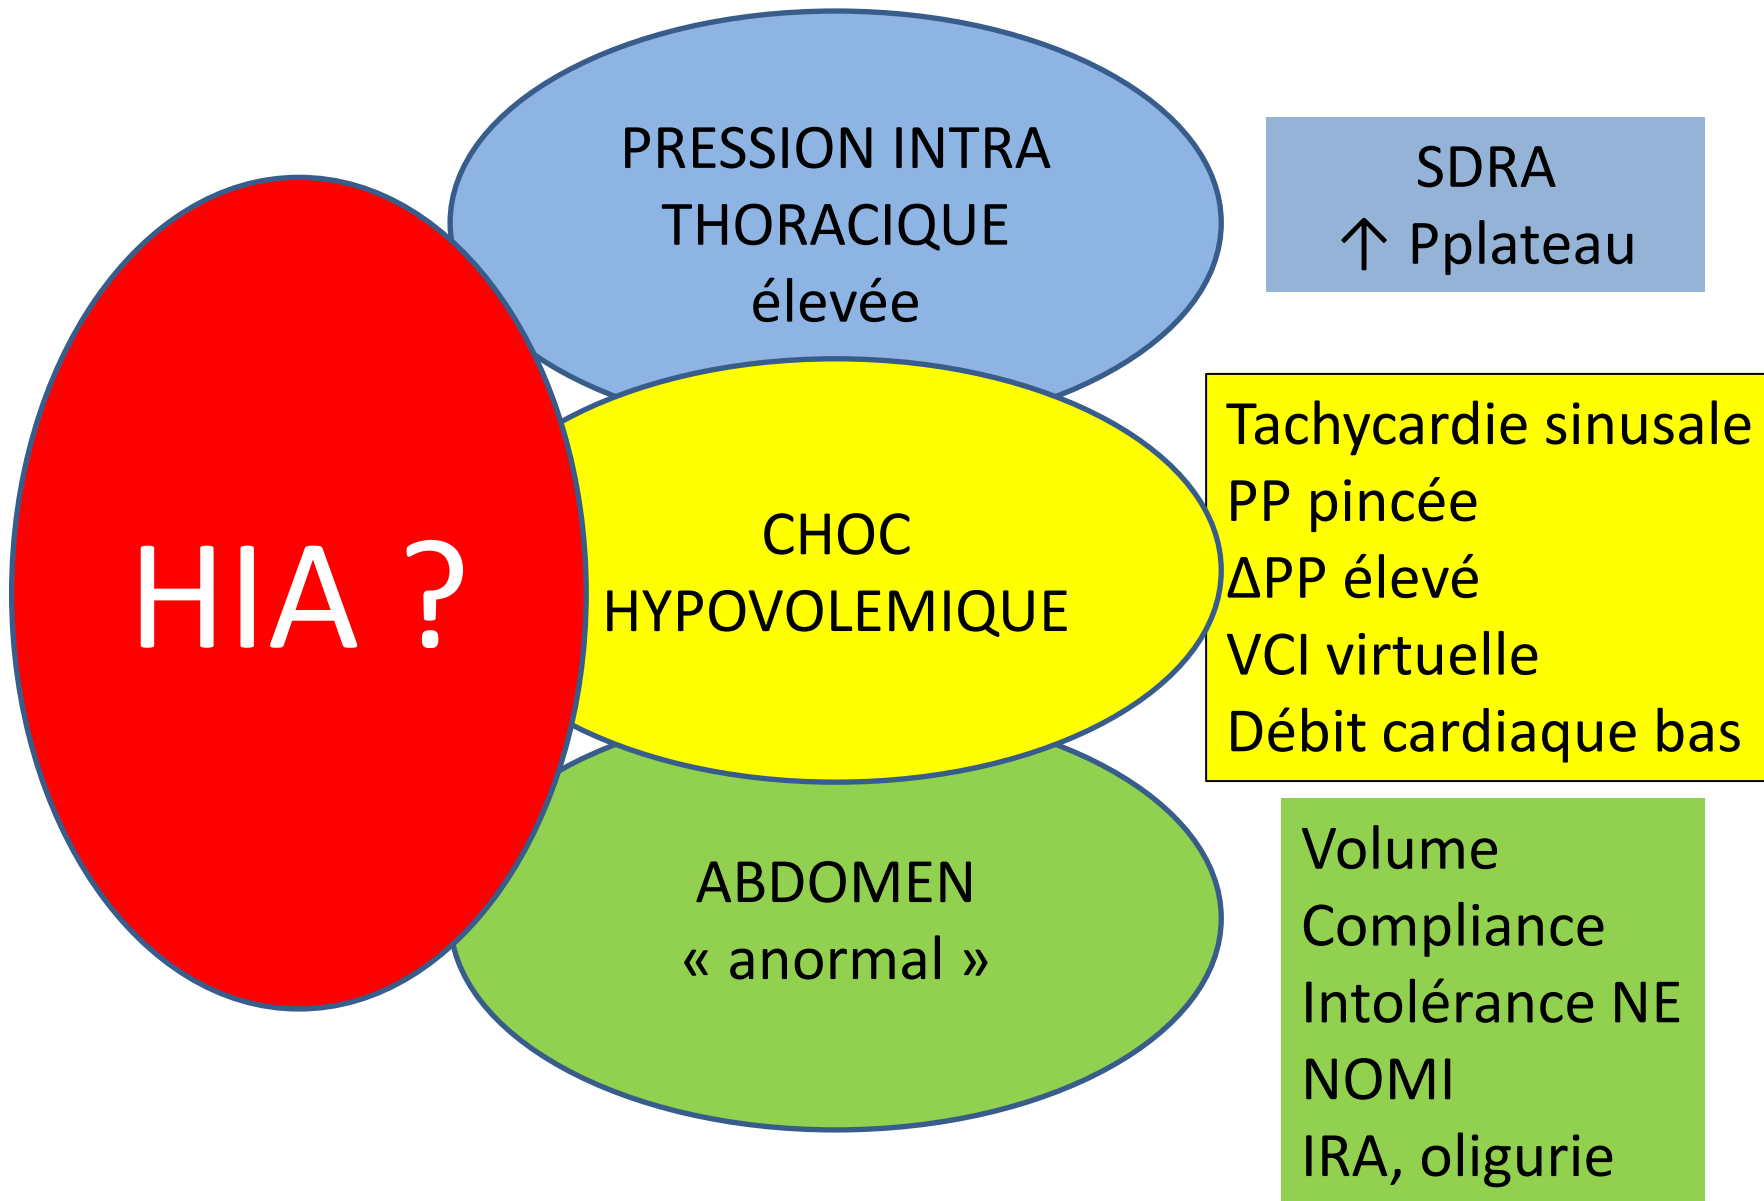 HIA ?
PRESSION INTRA
THORACIQUE
élevée
SDRA
↑ Pplateau
CHOC
HYPOVOLEMIQUE
Tachycardie sinusale
PP pincée
ΔPP élevé
VCI virtuelle
Débit cardiaque bas
ABDOMEN
« anormal »
Volume
Compliance
Intolérance NE
NOMI
IRA, oligurie